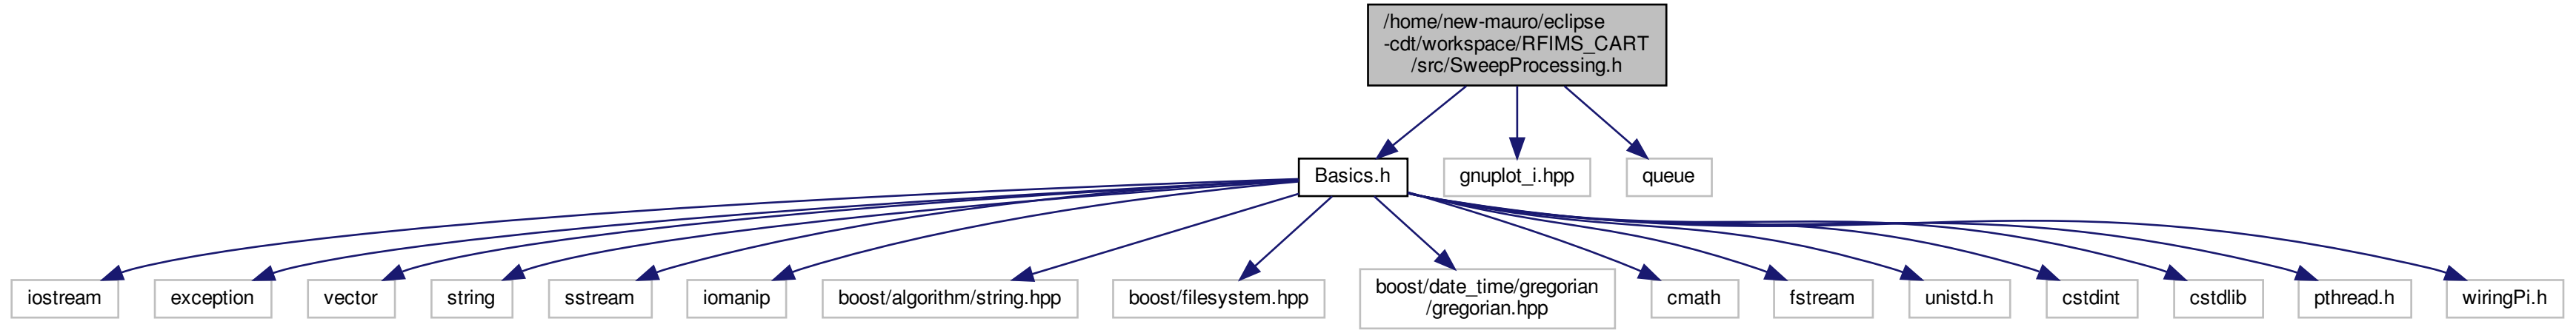 /home/new-mauro/eclipse
-cdt/workspace/RFIMS_CART
/src/SweepProcessing.h
Basics.h
gnuplot_i.hpp
queue
iostream
exception
vector
string
sstream
iomanip
boost/algorithm/string.hpp
boost/filesystem.hpp
boost/date_time/gregorian
/gregorian.hpp
cmath
fstream
unistd.h
cstdint
cstdlib
pthread.h
wiringPi.h